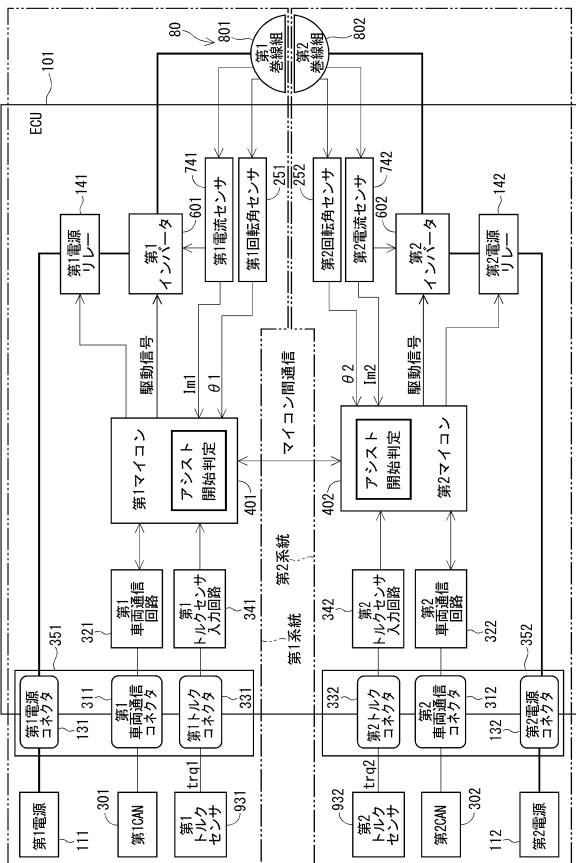 101
ECU
80
801
第1
巻線組
802
第2
巻線組
141
第1電源
リレー
601
第1
インバータ
741
第1電流センサ
251
第1回転角センサ
252
第2回転角センサ
742
第2電流センサ
602
第2
インバータ
142
第2電源
リレー
駆動信号
Im1
θ1
マイコン間通信
θ2
Im2
駆動信号
第1マイコン
アシスト
開始判定
401
402
アシスト
開始判定
第2マイコン
321
第1
車両通信
回路
341
第1
トルクセンサ
入力回路
第1系統
第2系統
342
第2
トルクセンサ
入力回路
322
第2
車両通信
回路
351
第1電源
コネクタ
131
311
第1
車両通信
コネクタ
331
第1トルク
コネクタ
332
第2トルク
コネクタ
312
第2
車両通信
コネクタ
352
132
第2電源
コネクタ
trq1
trq2
第1電源
111
301
第1CAN
第1
トルク
センサ
931
932
第2
トルク
センサ
第2CAN
302
112
第2電源